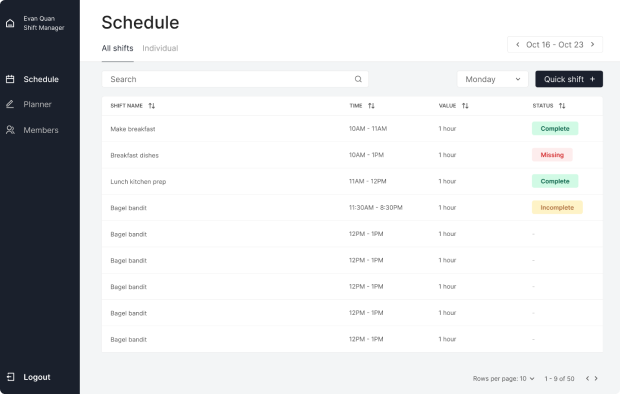 Evan Quan
Shift Manager
Schedule
Planner
Members
Logout
Schedule
All shifts Individual
Oct 16 - Oct 23
Search
Monday
Quick shift +
SHIFT NAME TIME VALUE STATUS
Make breakfast 10AM - 11AM 1 hour Complete
Breakfast dishes 10AM - 1PM 1 hour Missing
Lunch kitchen prep 11AM - 12PM 1 hour Complete
Bagel bandit 11:30AM - 8:30PM 1 hour Incomplete
Bagel bandit 12PM - 1PM 1 hour -
Bagel bandit 12PM - 1PM 1 hour -
Bagel bandit 12PM - 1PM 1 hour -
Bagel bandit 12PM - 1PM 1 hour -
Bagel bandit 12PM - 1PM 1 hour -
Rows per page: 10 1 - 9 of 50